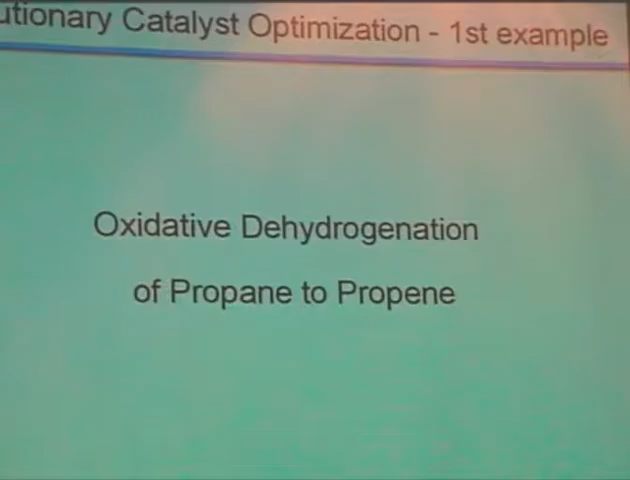 utionary Catalyst Optimization - 1st example
Oxidative Dehydrogenation
of Propane to Propene